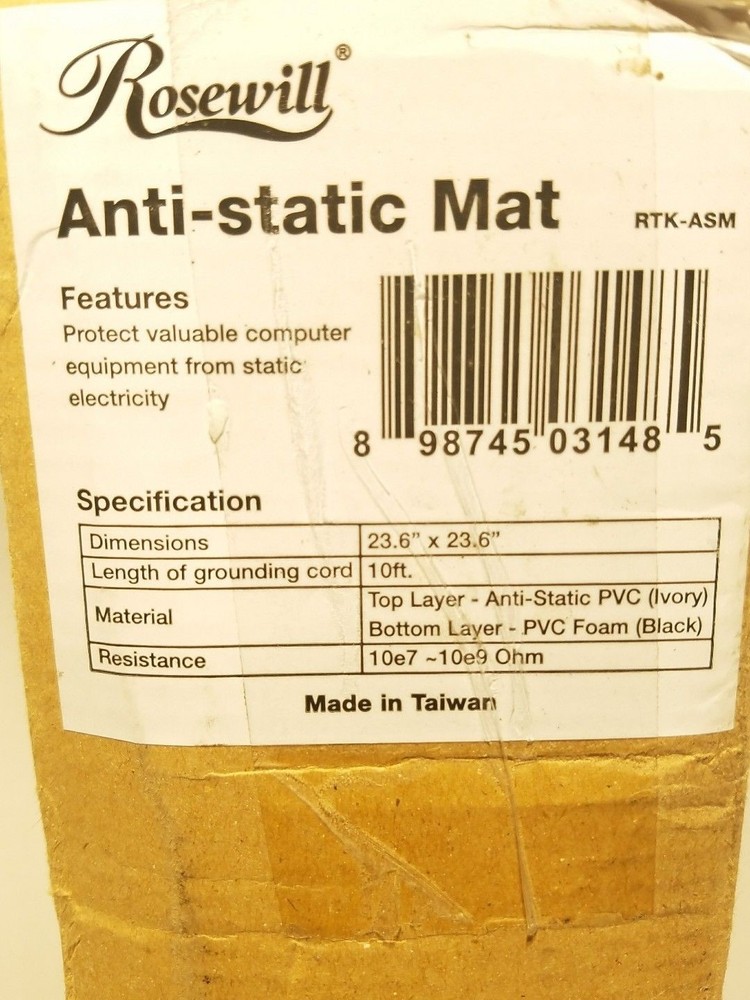 Rosewill®
Anti-static Mat RTK-ASM
Features
Protect valuable computer
equipment from static
electricity
8 98745 03148 5
Specification
Dimensions 23.6” x 23.6”
Length of grounding cord 10ft.
Material Top Layer - Anti-Static PVC (Ivory)
Bottom Layer - PVC Foam (Black)
Resistance 10e7 ~10e9 Ohm
Made in Taiwan